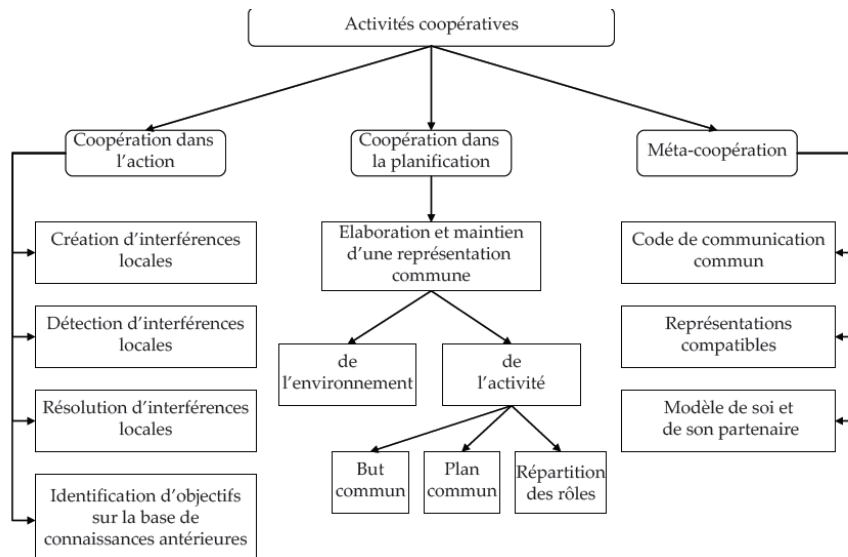 Activités coopératives
Coopération dans
l'action
Coopération dans
la planification
Méta-coopération
Création d'interférences
locales
Détection d'interférences
locales
Résolution d'interférences
locales
Identification d'objectifs
sur la base de
connaissances antérieures
Elaboration et maintien
d'une représentation
commune
de
l'environnement
de
l'activité
But
commun
Plan
commun
Répartition
des rôles
Code de communication
commun
Représentations
compatibles
Modèle de soi et
de son partenaire